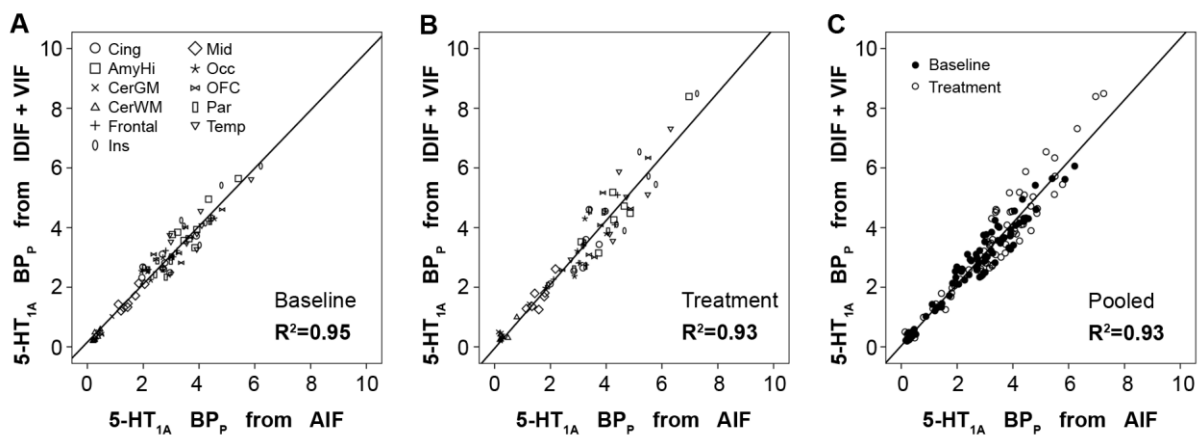 A
5-HT1A BPP from IDIF + VIF
10
8
6
4
2
0
Cing
AmyHi
CerGM
CerWM
Frontal
Ins
Mid
Occ
OFC
Par
Temp
Baseline
R²=0.95
0 2 4 6 8 10
5-HT1A BPP from AIF
B
5-HT1A BPP from IDIF + VIF
10
8
6
4
2
0
Treatment
R²=0.93
0 2 4 6 8 10
5-HT1A BPP from AIF
C
5-HT1A BPP from IDIF + VIF
10
8
6
4
2
0
Baseline
Treatment
Pooled
R²=0.93
0 2 4 6 8 10
5-HT1A BPP from AIF